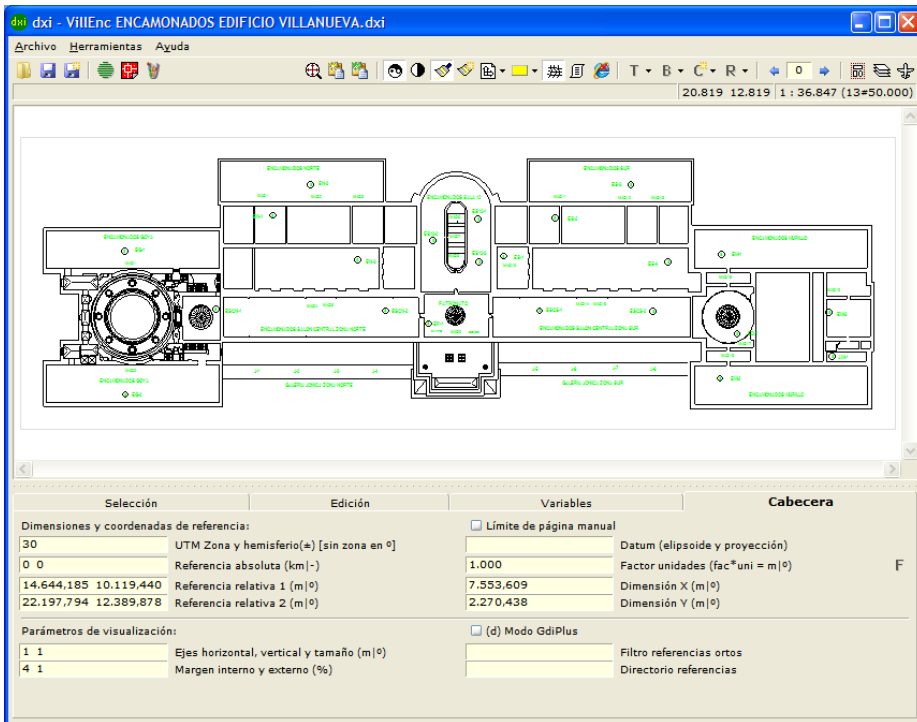 dxi - VillEnc ENCAMONADOS EDIFICIO VILLANUEVA.dxi
Archivo Herramientas Ayuda
T B C R 0
20.819 12.819 1 : 36.847 (13≠50.000)
ENCAMONADOS NORTE
ENCAMONADOS SUR
ENCAMONADOS GOYA
ENCAMONADOS MURILLO
PATRONATO
ENCAMONADOS SALON CENTRAL ZONA NORTE
ENCAMONADOS SALON CENTRAL ZONA SUR
GALERIA JONICA ZONA NORTE
GALERIA JONICA ZONA SUR
ENCAMONADOS GOYA
ENCAMONADOS MURILLO
Selección Edición Variables Cabecera
Dimensiones y coordenadas de referencia: Límite de página manual
30 UTM Zona y hemisferio(±) [sin zona en º] Datum (elipsoide y proyección)
0 0 Referencia absoluta (km|-) 1.000 Factor unidades (fac*uni = m|º) F
14.644,185 10.119,440 Referencia relativa 1 (m|º) 7.553,609 Dimensión X (m|º)
22.197,794 12.389,878 Referencia relativa 2 (m|º) 2.270,438 Dimensión Y (m|º)
Parámetros de visualización: (d) Modo GdiPlus
1 1 Ejes horizontal, vertical y tamaño (m|º) Filtro referencias ortos
4 1 Margen interno y externo (%) Directorio referencias